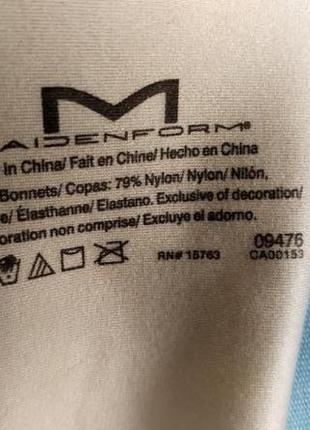 M
AIDENFORM®
in China/ Fait en Chine/ Hecho en China
Bonnets/ Copas: 79% Nylon/ Nylon/ Nilón,
e/ Élasthanne/ Elastano. Exclusive of decoration/
oration non comprise/ Excluye el adorno.
09476
RN# 15763 CA00153